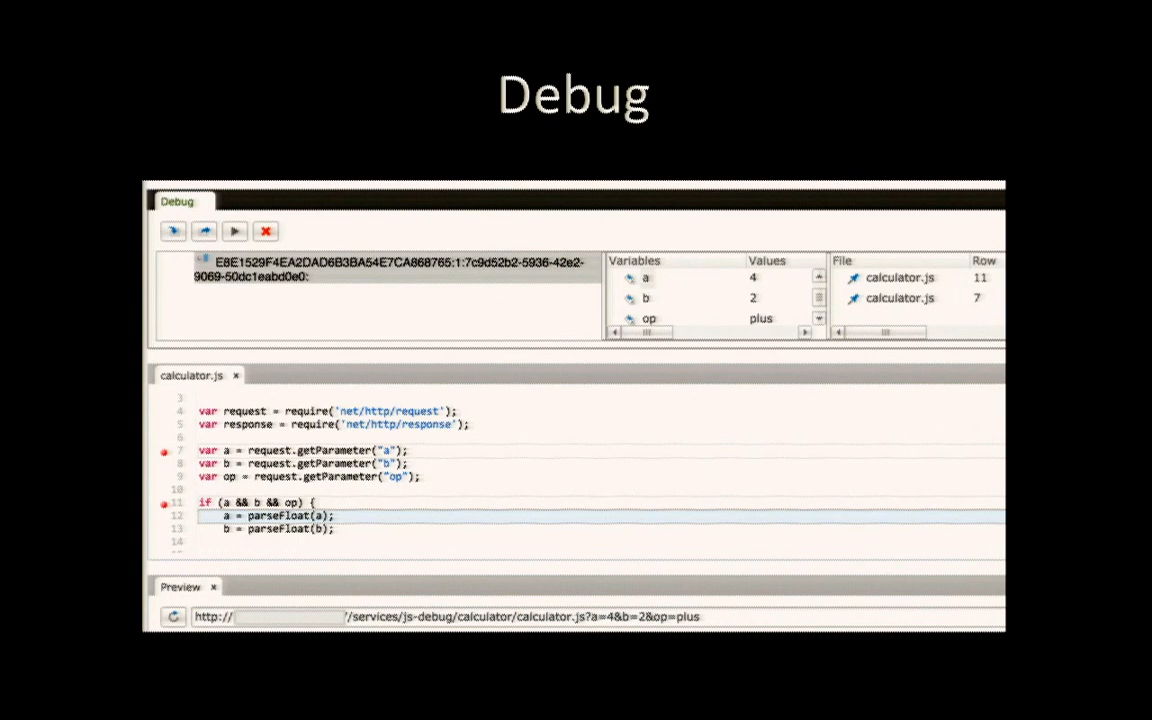 Debug
Debug
E8E1529F4EA2DAD6B3BA54E7CA868765:1:7c9d52b2-5936-42e2-
9069-50dc1eabd0e0:
Variables Values
a 4
b 2
op plus
File Row
calculator.js 11
calculator.js 7
calculator.js x
3
4 var request = require('net/http/request');
5 var response = require('net/http/response');
6
7 var a = request.getParameter("a");
8 var b = request.getParameter("b");
9 var op = request.getParameter("op");
10
11 if (a && b && op) {
12 a = parseFloat(a);
13 b = parseFloat(b);
14
Preview x
http:// /services/js-debug/calculator/calculator.js?a=4&b=2&op=plus